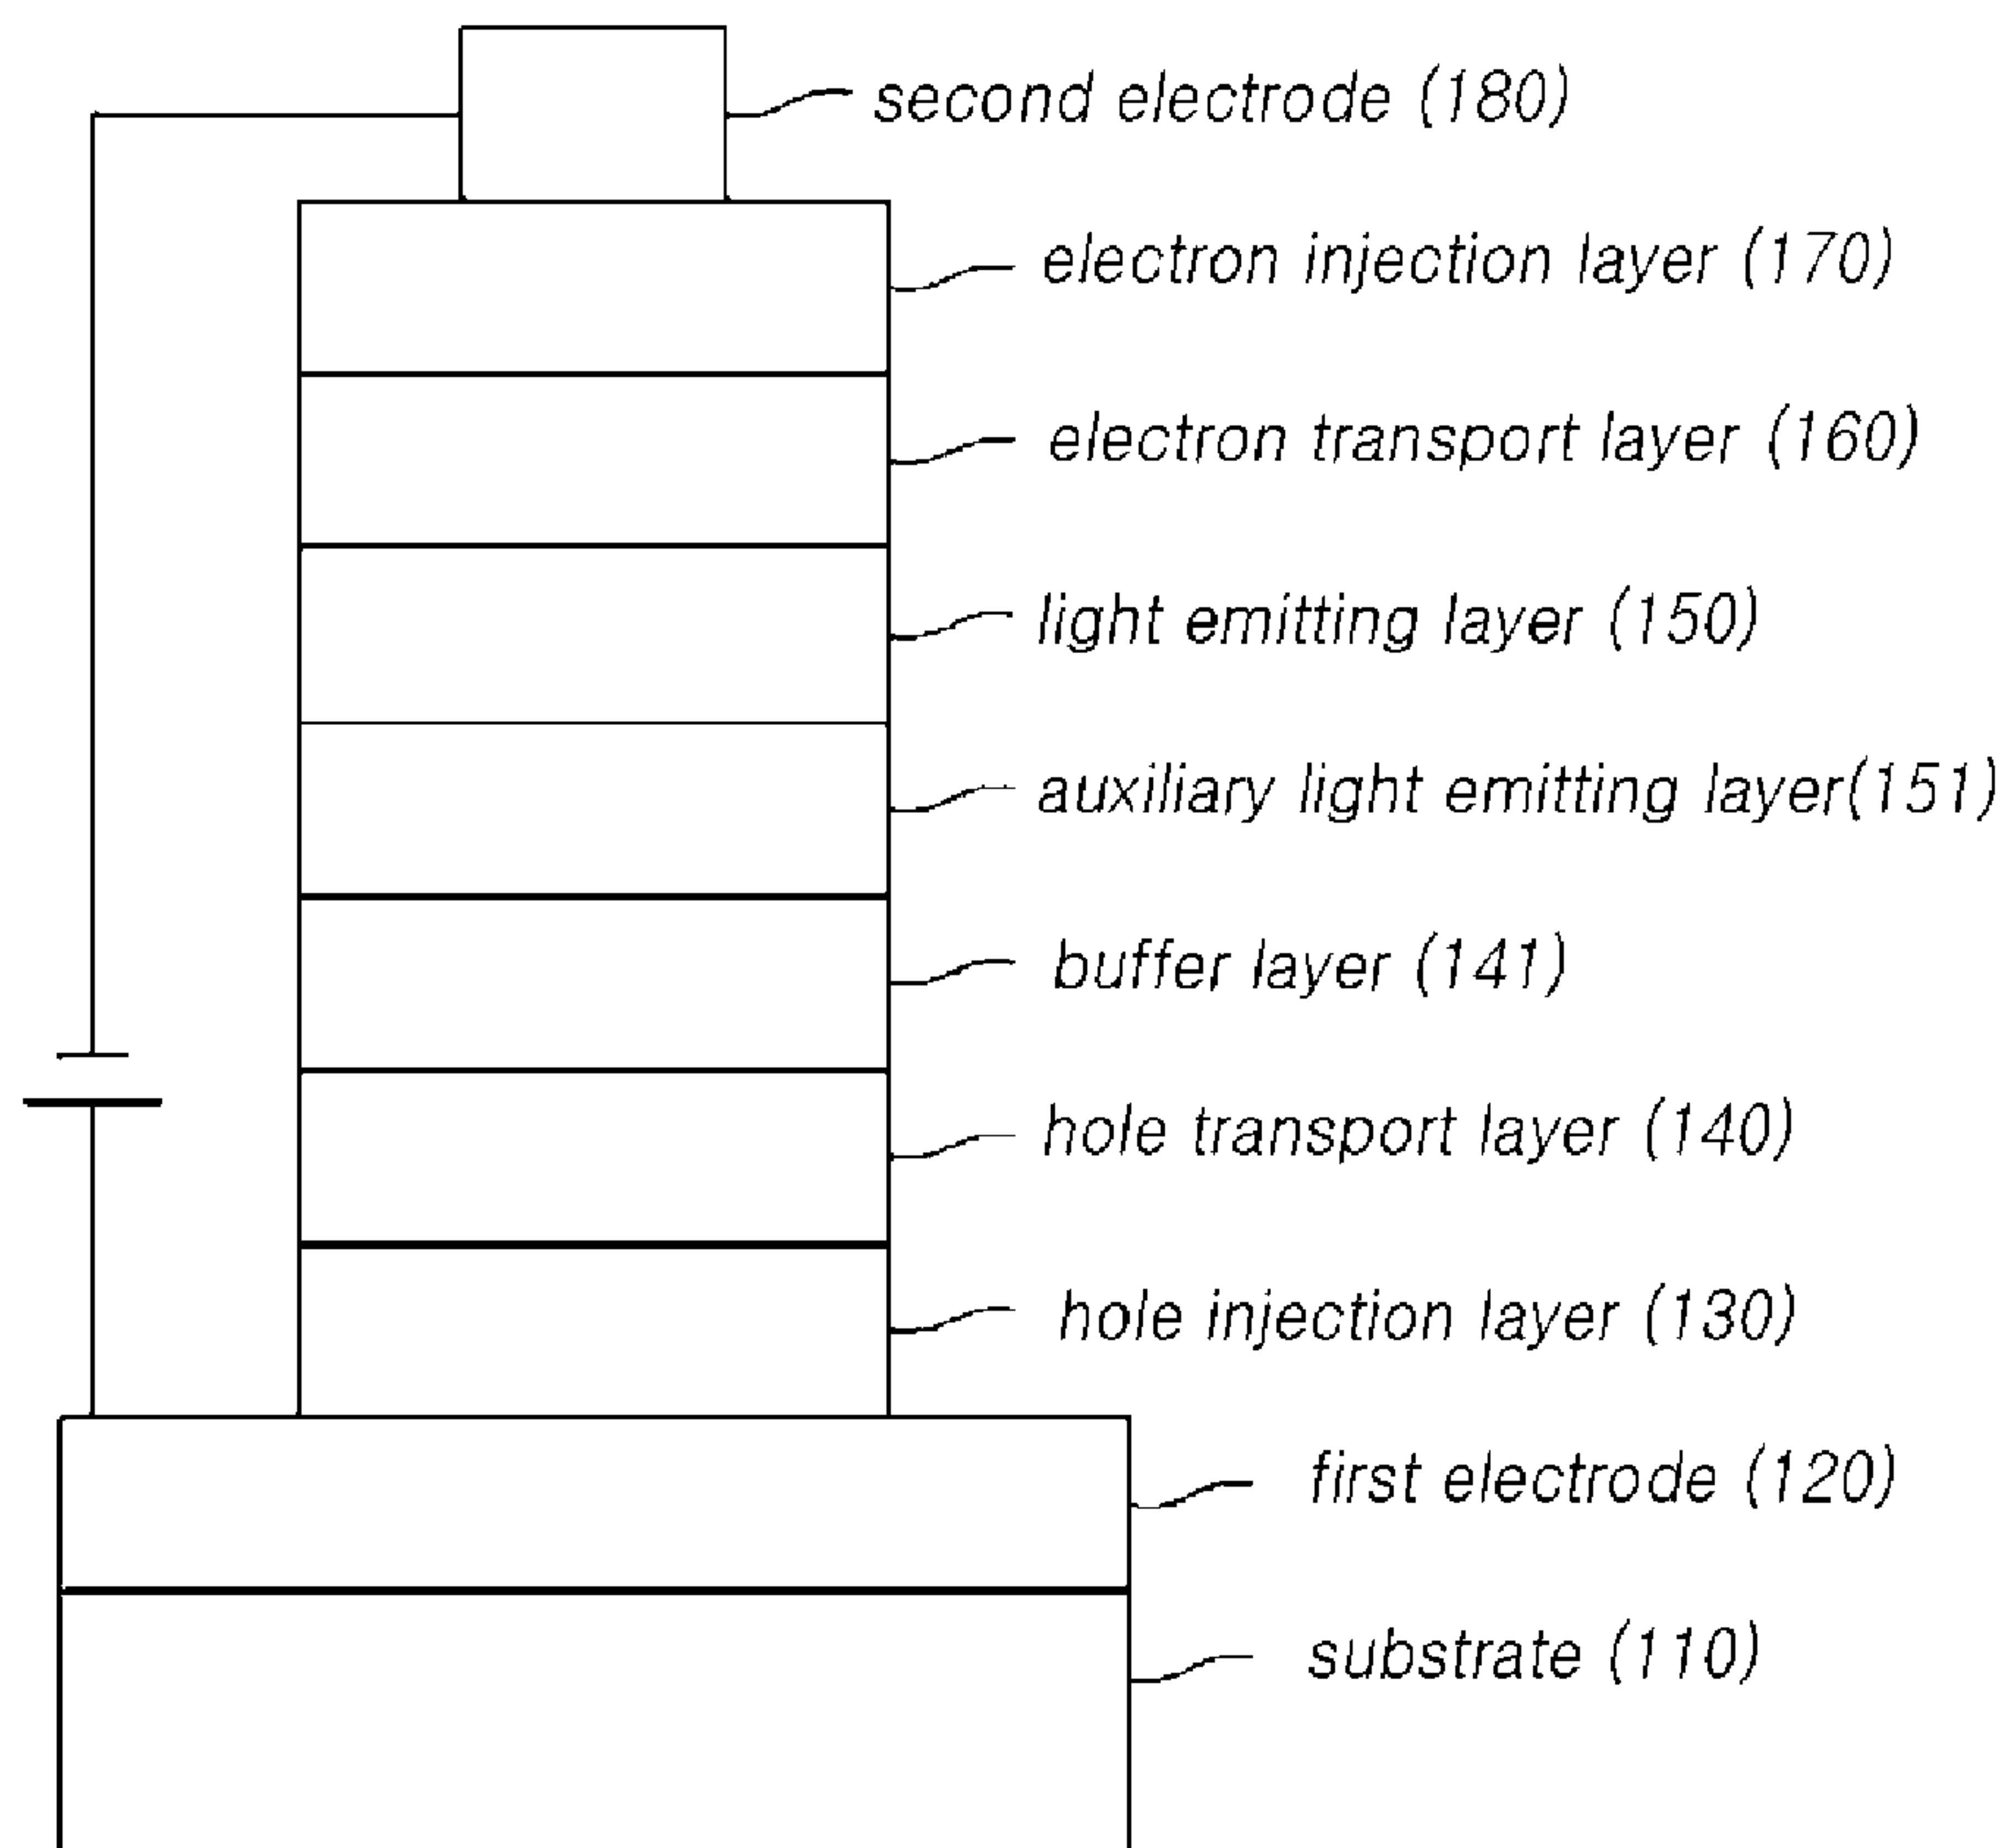 second electrode (180)
electron injection layer (170)
electron transport layer (160)
light emitting layer (150)
auxiliary light emitting layer(151)
buffer layer (141)
hole transport layer (140)
hole injection layer (130)
first electrode (120)
substrate (110)